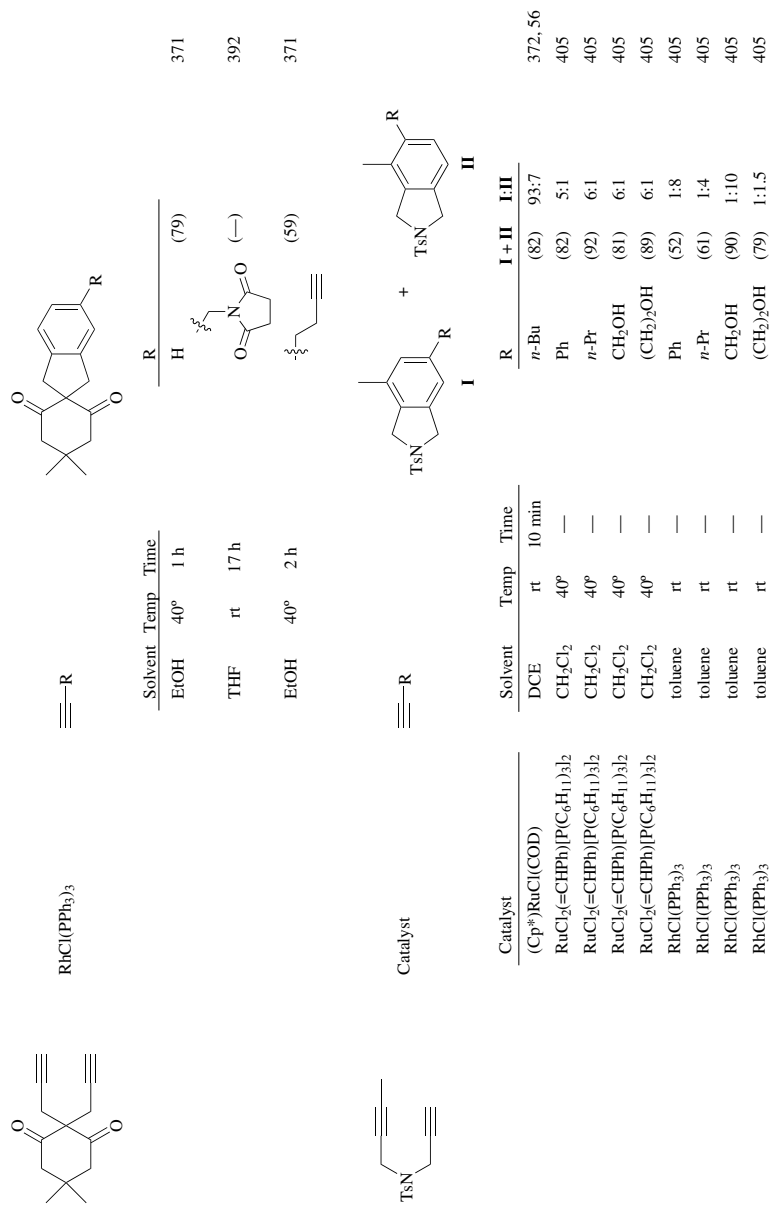 RhCl(PPh3)3
R
O
O
O
O
R
Solvent Temp Time
R
EtOH 40º 1 h H (79) 371
THF rt 17 h N O O (—) 392
EtOH 40º 2 h (59) 371
TsN
Catalyst
R
TsN
R
I
+
TsN
R
II
Catalyst Solvent Temp Time R I + II I:II
(Cp*)RuCl(COD) DCE rt 10 min n-Bu (82) 93:7 372, 56
RuCl2(=CHPh)[P(C6H11)3]2 CH2Cl2 40º — Ph (82) 5:1 405
RuCl2(=CHPh)[P(C6H11)3]2 CH2Cl2 40º — n-Pr (92) 6:1 405
RuCl2(=CHPh)[P(C6H11)3]2 CH2Cl2 40º — CH2OH (81) 6:1 405
RuCl2(=CHPh)[P(C6H11)3]2 CH2Cl2 40º — (CH2)2OH (89) 6:1 405
RhCl(PPh3)3 toluene rt — Ph (52) 1:8 405
RhCl(PPh3)3 toluene rt — n-Pr (61) 1:4 405
RhCl(PPh3)3 toluene rt — CH2OH (90) 1:10 405
RhCl(PPh3)3 toluene rt — (CH2)2OH (79) 1:1.5 405